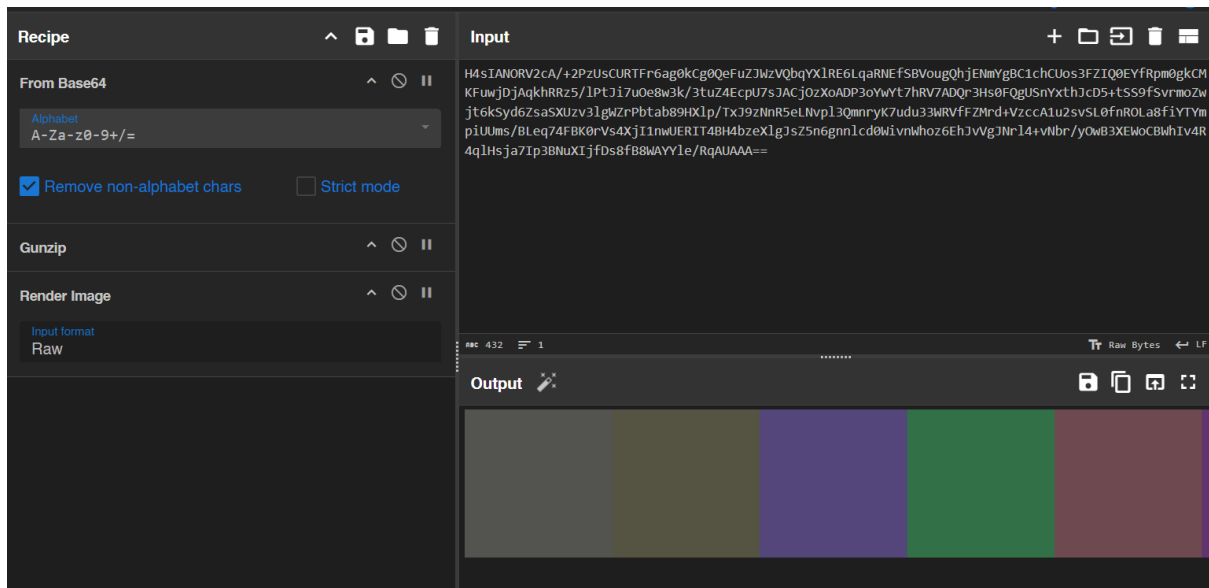 Recipe
From Base64
Alphabet
A-Za-z0-9+/=
Remove non-alphabet chars
Strict mode
Gunzip
Render Image
Input format
Raw
Input
H4sIANORV2cA/+2PzUsCURTFr6ag0kCg0QeFuZJWzVQbqYXlRE6LqaRNEfSBVougQhjENmYgBC1chCUos3FZIQ0EYfRpm0gkCM
KFuwjDjAqkhRRz5/lPtJi7uOe8w3k/3tuZ4EcpU7sJACjOzXoADP3oYwYt7hRV7ADQr3Hs0FQgUSnYxthJcD5+tSS9fSvrmoZw
jt6kSyd6ZsaSXUzv3lgWZrPbtab89HXlp/TxJ9zNnR5eLNvpl3QmnryK7udu33WRVfFZMrd+VzccA1u2svSL0fnROLa8fiYTYm
piUUms/BLeq74FBK0rVs4XjI1nwUERIT4BH4bzeXlgJsZ5n6gnnlcd0WivnWhoz6EhJvVgJNrl4+vNbr/yOwB3XEWoCBWhIv4R
4qlHsja7Ip3BNuXIjfDs8fB8WAYYle/RqAUAAA==
ABC 432 1
Tт Raw Bytes LF
Output